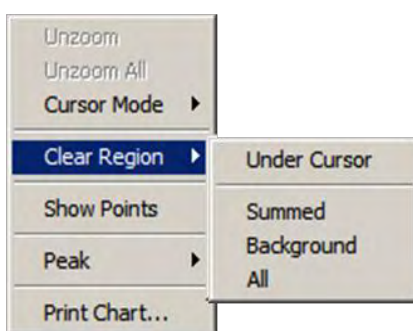 Unzoom
Unzoom All
Cursor Mode
Clear Region
Show Points
Peak
Print Chart...
Under Cursor
Summed
Background
All